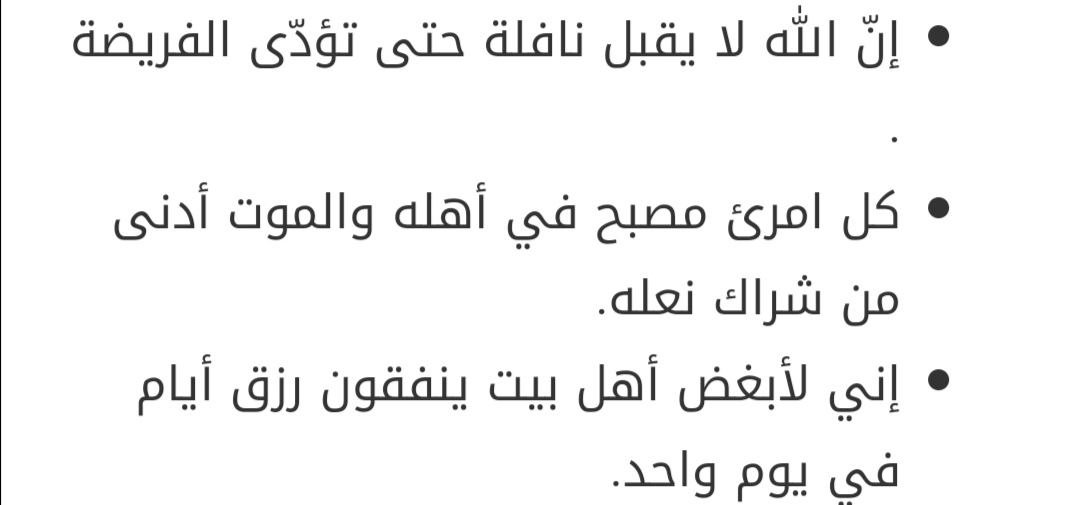 • إنّ الله لا يقبل نافلة حتى تؤدّى الفريضة
.
• كل امرئ مصبح في أهله والموت أدنى
من شراك نعله.
• إني لأبغض أهل بيت ينفقون رزق أيام
في يوم واحد.